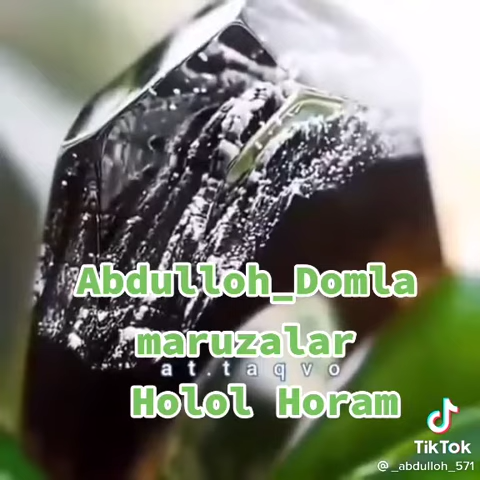 Abdulloh_Domla
maruzalar
at.taqvo
Holol Horam
TikTok
@_abdulloh_571